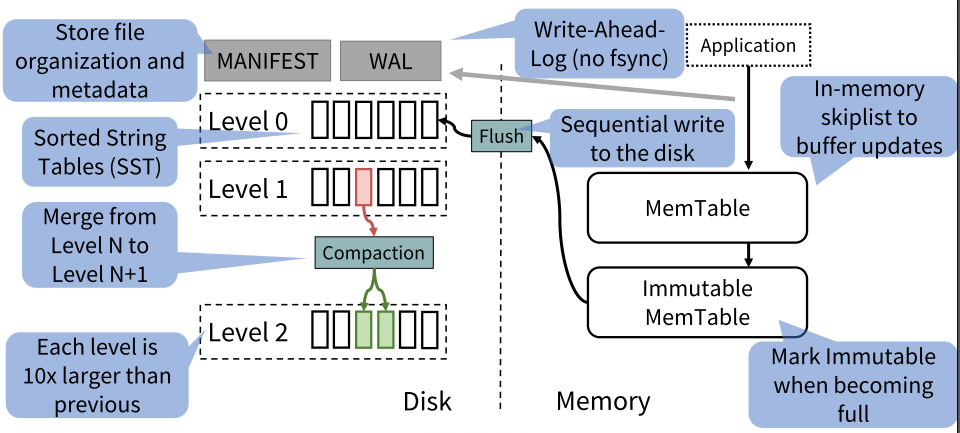 Store file
organization and
metadata
MANIFEST
WAL
Write-Ahead-
Log (no fsync)
Application
In-memory
skiplist to
buffer updates
Level 0
Sorted String
Tables (SST)
Flush
Sequential write
to the disk
Level 1
MemTable
Merge from
Level N to
Level N+1
Compaction
Immutable
MemTable
Level 2
Each level is
10x larger than
previous
Mark Immutable
when becoming
full
Disk
Memory